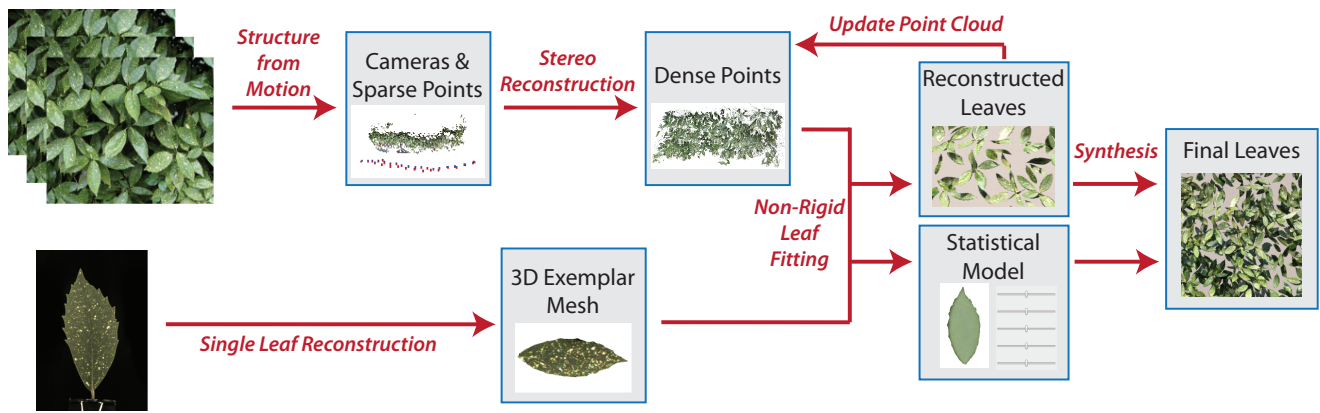 Structure
from
Motion
Cameras &
Sparse Points
Stereo
Reconstruction
Dense Points
Update Point Cloud
Reconstructed
Leaves
Synthesis
Final Leaves
Non-Rigid
Leaf
Fitting
Statistical
Model
3D Exemplar
Mesh
Single Leaf Reconstruction